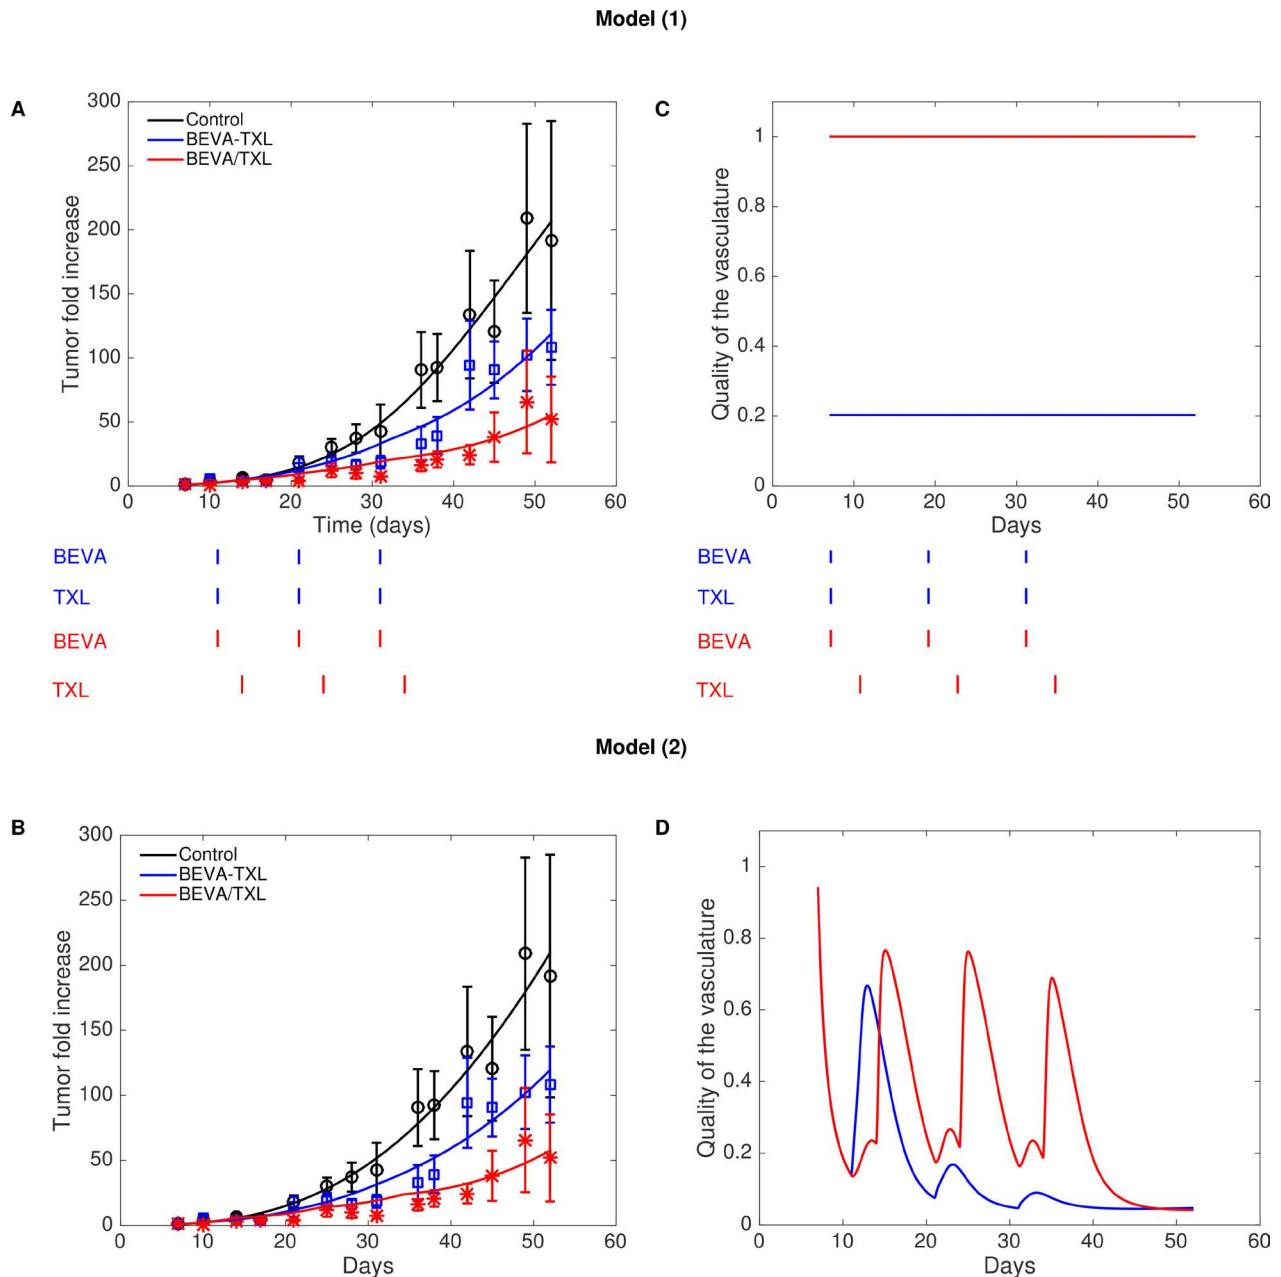 Model (1)
A
300
250
200
150
100
50
0
0 10 20 30 40 50 60
Tumor fold increase
Time (days)
Control
BEVA-TXL
BEVA/TXL
BEVA
TXL
BEVA
TXL
C
1
0.8
0.6
0.4
0.2
0
0 10 20 30 40 50 60
Quality of the vasculature
Days
BEVA
TXL
BEVA
TXL
Model (2)
B
300
250
200
150
100
50
0
0 10 20 30 40 50 60
Tumor fold increase
Days
Control
BEVA-TXL
BEVA/TXL
D
1
0.8
0.6
0.4
0.2
0
0 10 20 30 40 50 60
Quality of the vasculature
Days